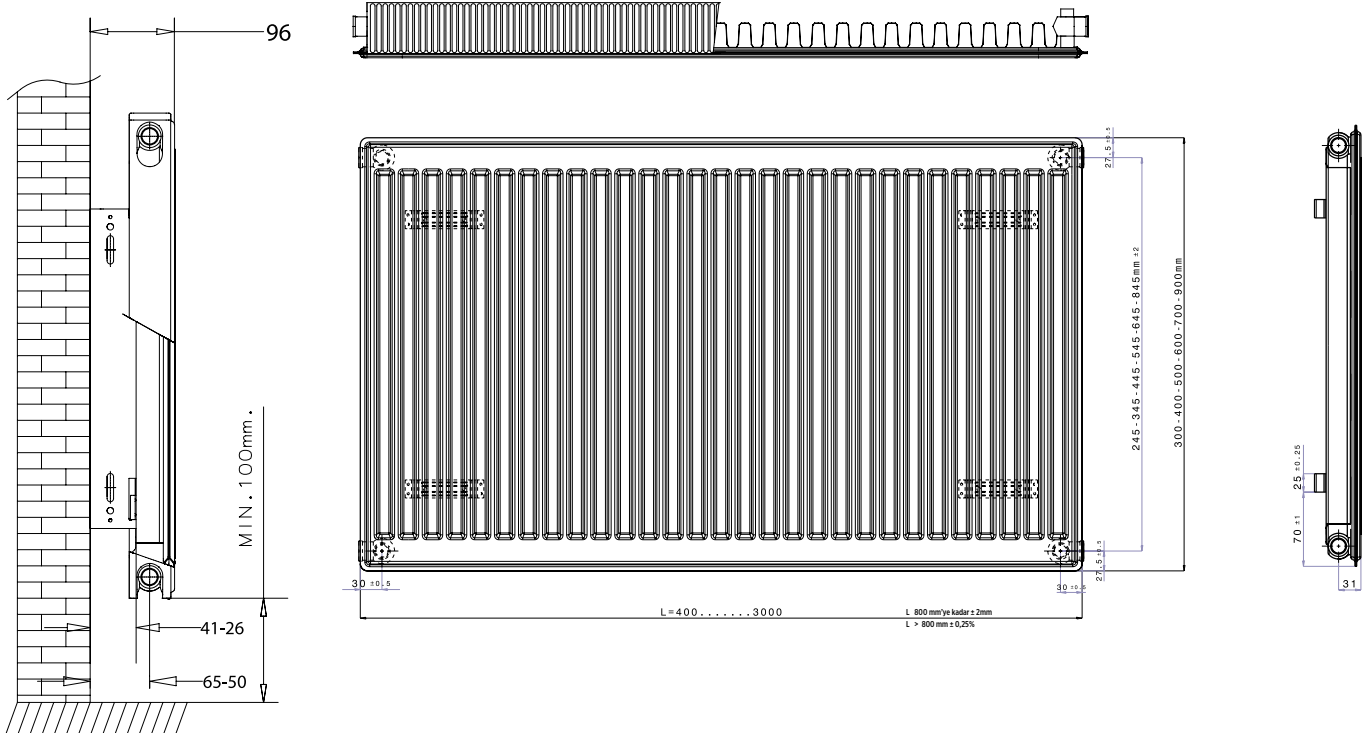 96
MIN.100mm.
41-26
65-50
27.5 ±0.5
245-345-445-545-645-845mm ±2
300-400-500-600-700-900mm
27.5 ±0.5
30 ±0.5
30 ±0.5
L=400.......3000
L 800 mm'ye kadar ± 2mm
L > 800 mm ± 0,25%
25 ±0.25
70 ±1
31